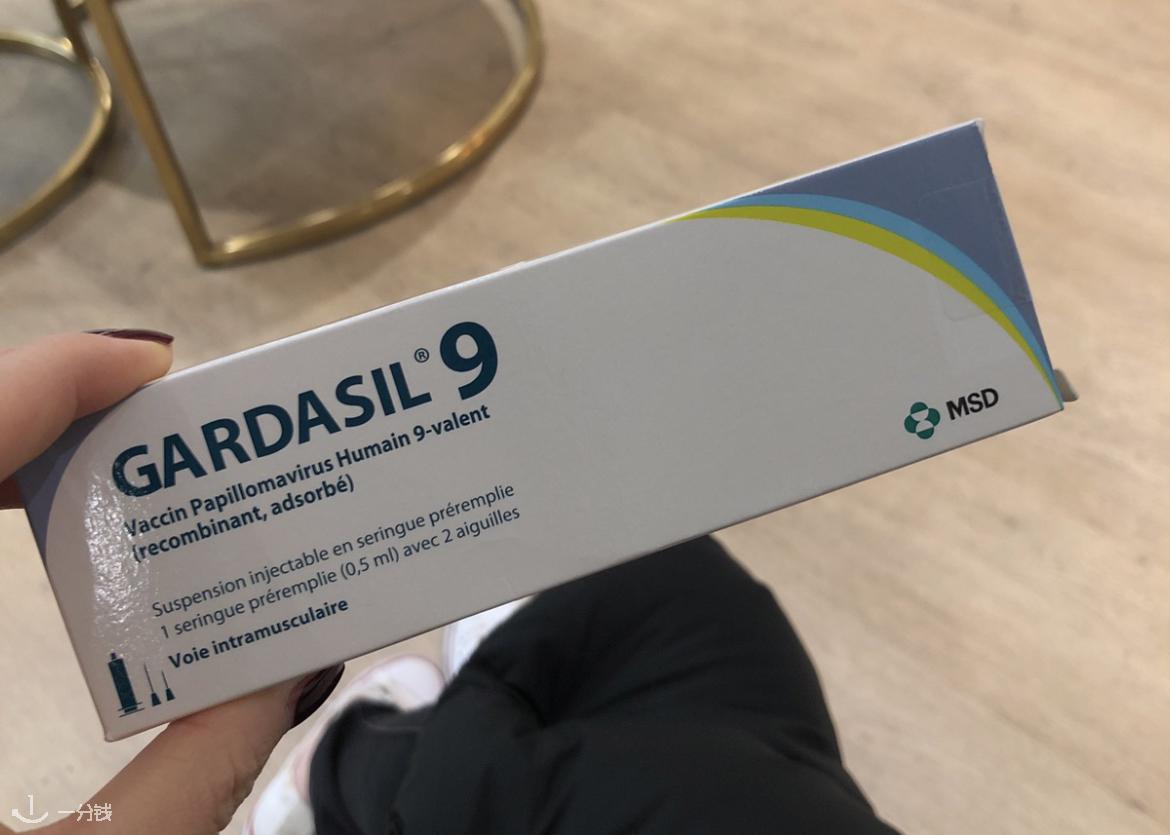 GARDASIL® 9
Vaccin Papillomavirus Humain 9-valent
(recombinant, adsorbé)
Suspension injectable en seringue préremplie
1 seringue préremplie (0,5 ml) avec 2 aiguilles
Voie intramusculaire
MSD
一分钱